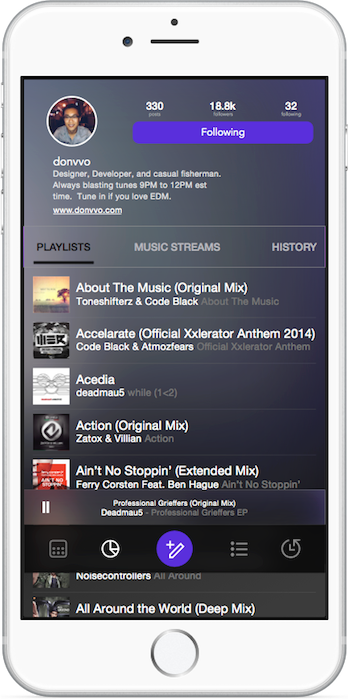 330 18.8k 32
posts followers following
Following
donvvo
Designer, Developer, and casual fisherman.
Always blasting tunes 9PM to 12PM est
time. Tune in if you love EDM.
www.donvvo.com
PLAYLISTS MUSIC STREAMS HISTORY
About The Music (Original Mix)
Toneshifterz & Code Black About The Music
Accelarate (Official Xxlerator Anthem 2014)
Code Black & Atmozfears Official Xxlerator Anthem
Acedia
deadmau5 while (1<2)
Action (Original Mix)
Zatox & Villian Action
Ain't No Stoppin' (Extended Mix)
Ferry Corsten Feat. Ben Hague Ain't No Stoppin'
Professional Grieffers (Original Mix)
Deadmau5 - Professional Grieffers EP
Noisecontrollers All Around
All Around the World (Deep Mix)